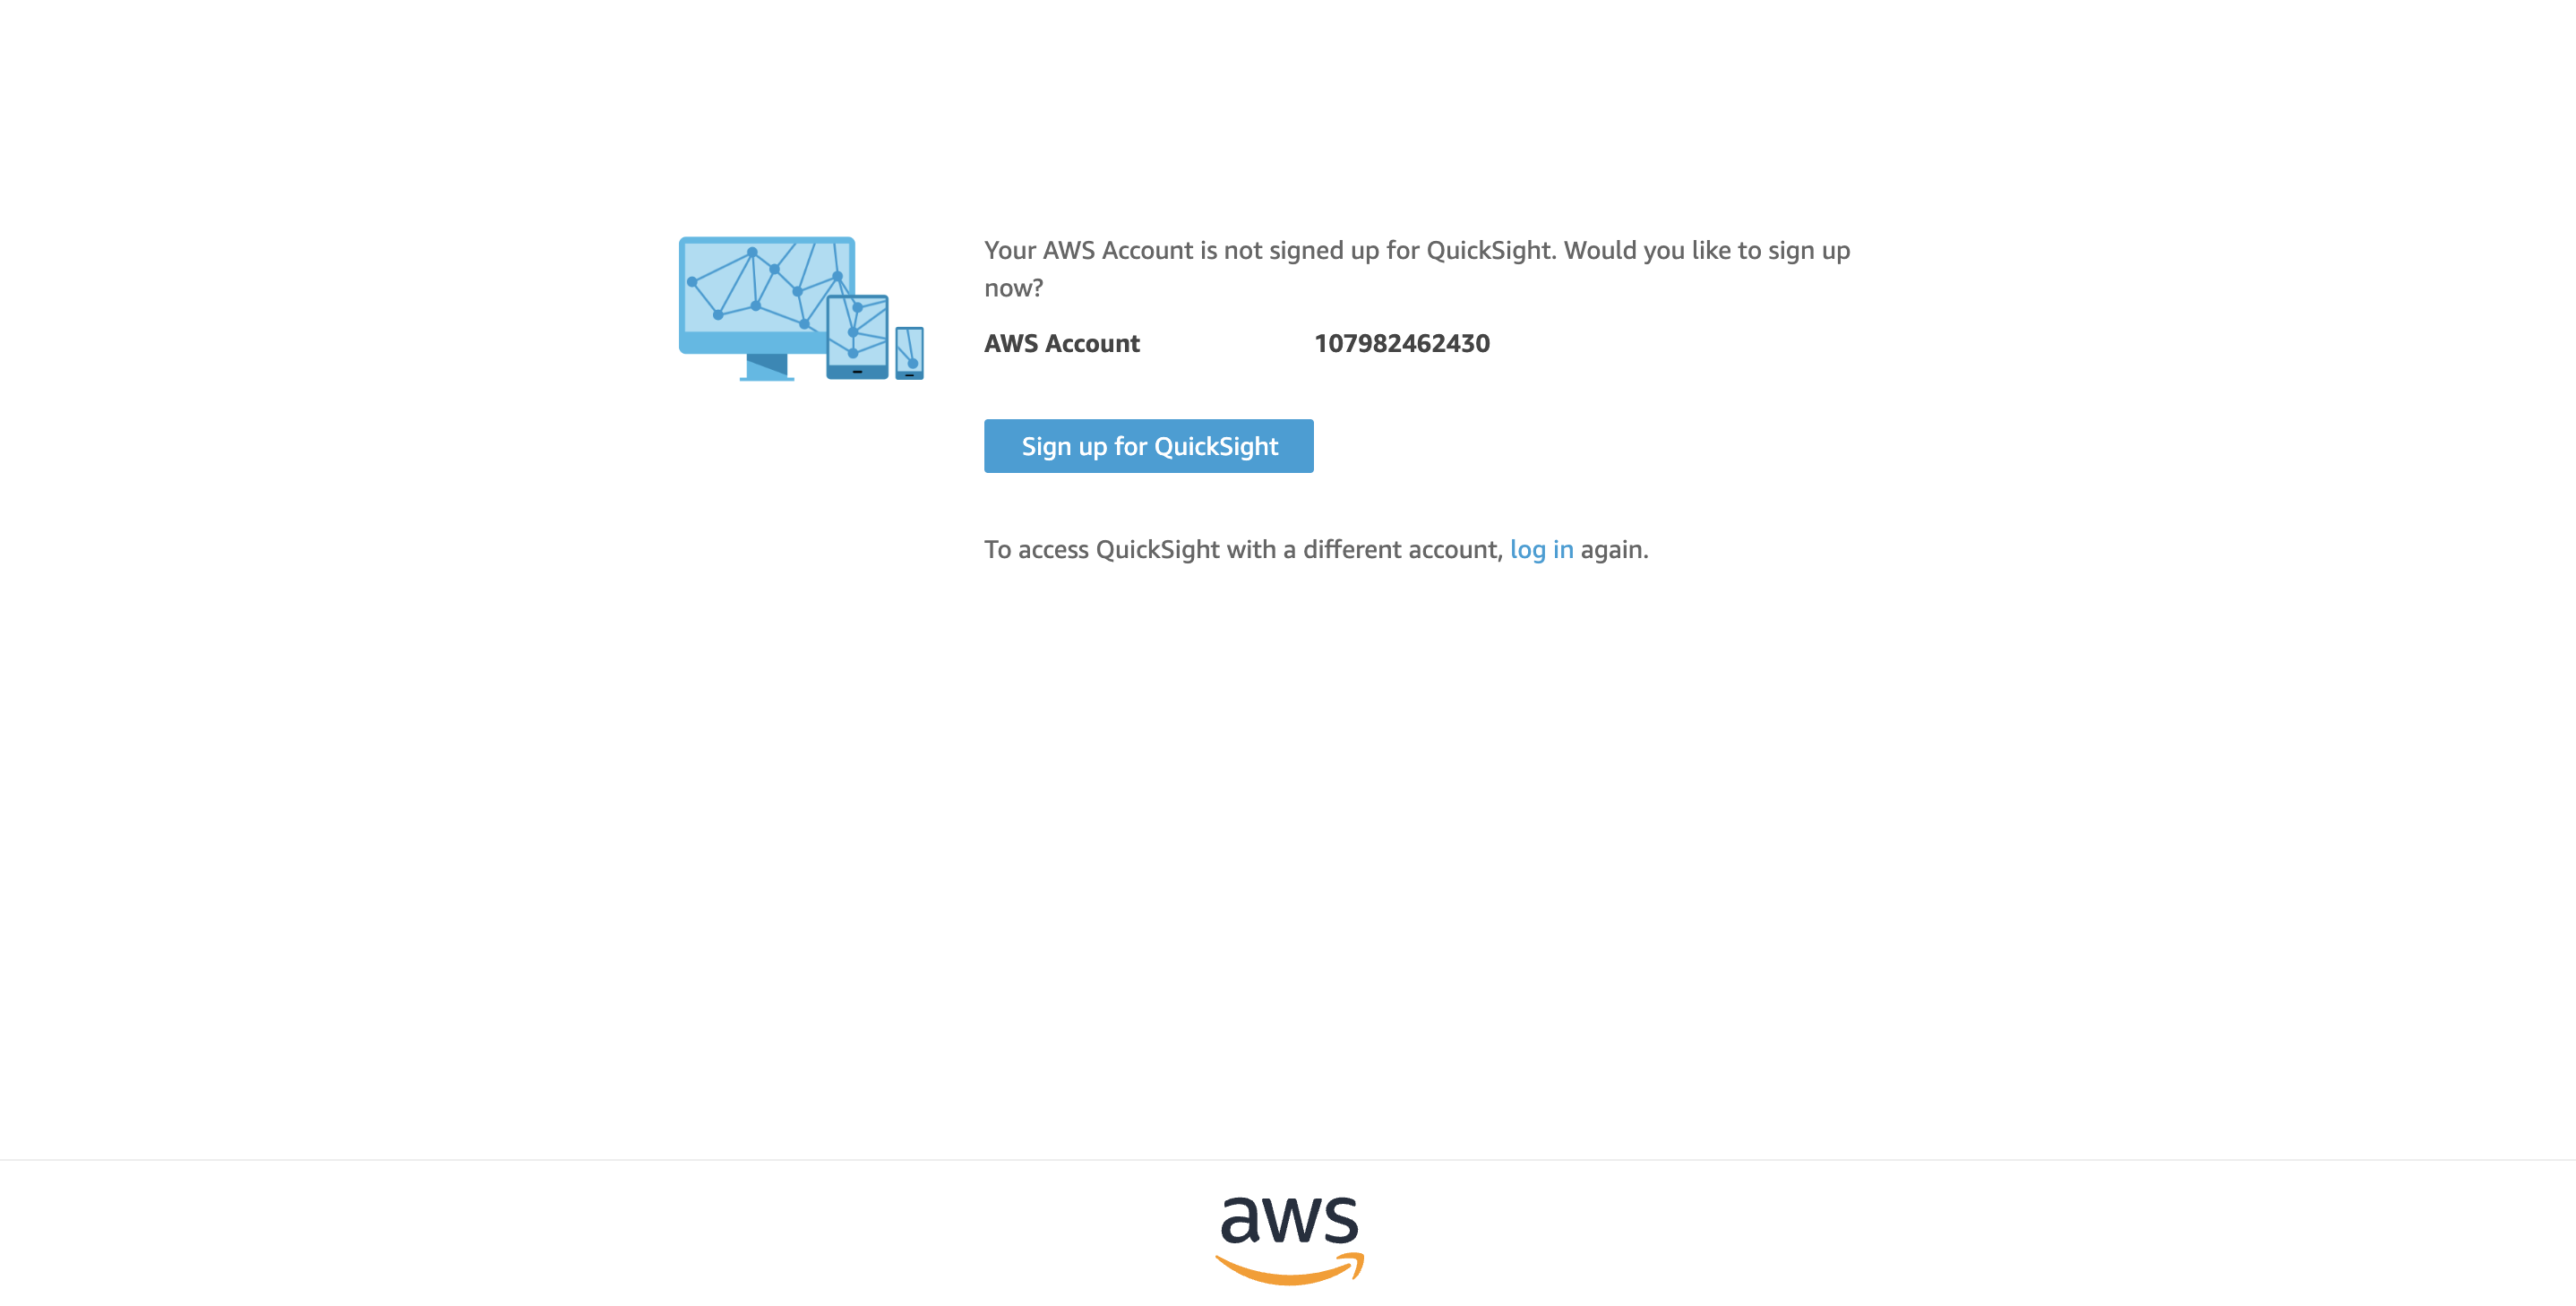 Your AWS Account is not signed up for QuickSight. Would you like to sign up
now?
AWS Account 107982462430
Sign up for QuickSight
To access QuickSight with a different account, log in again.
aws